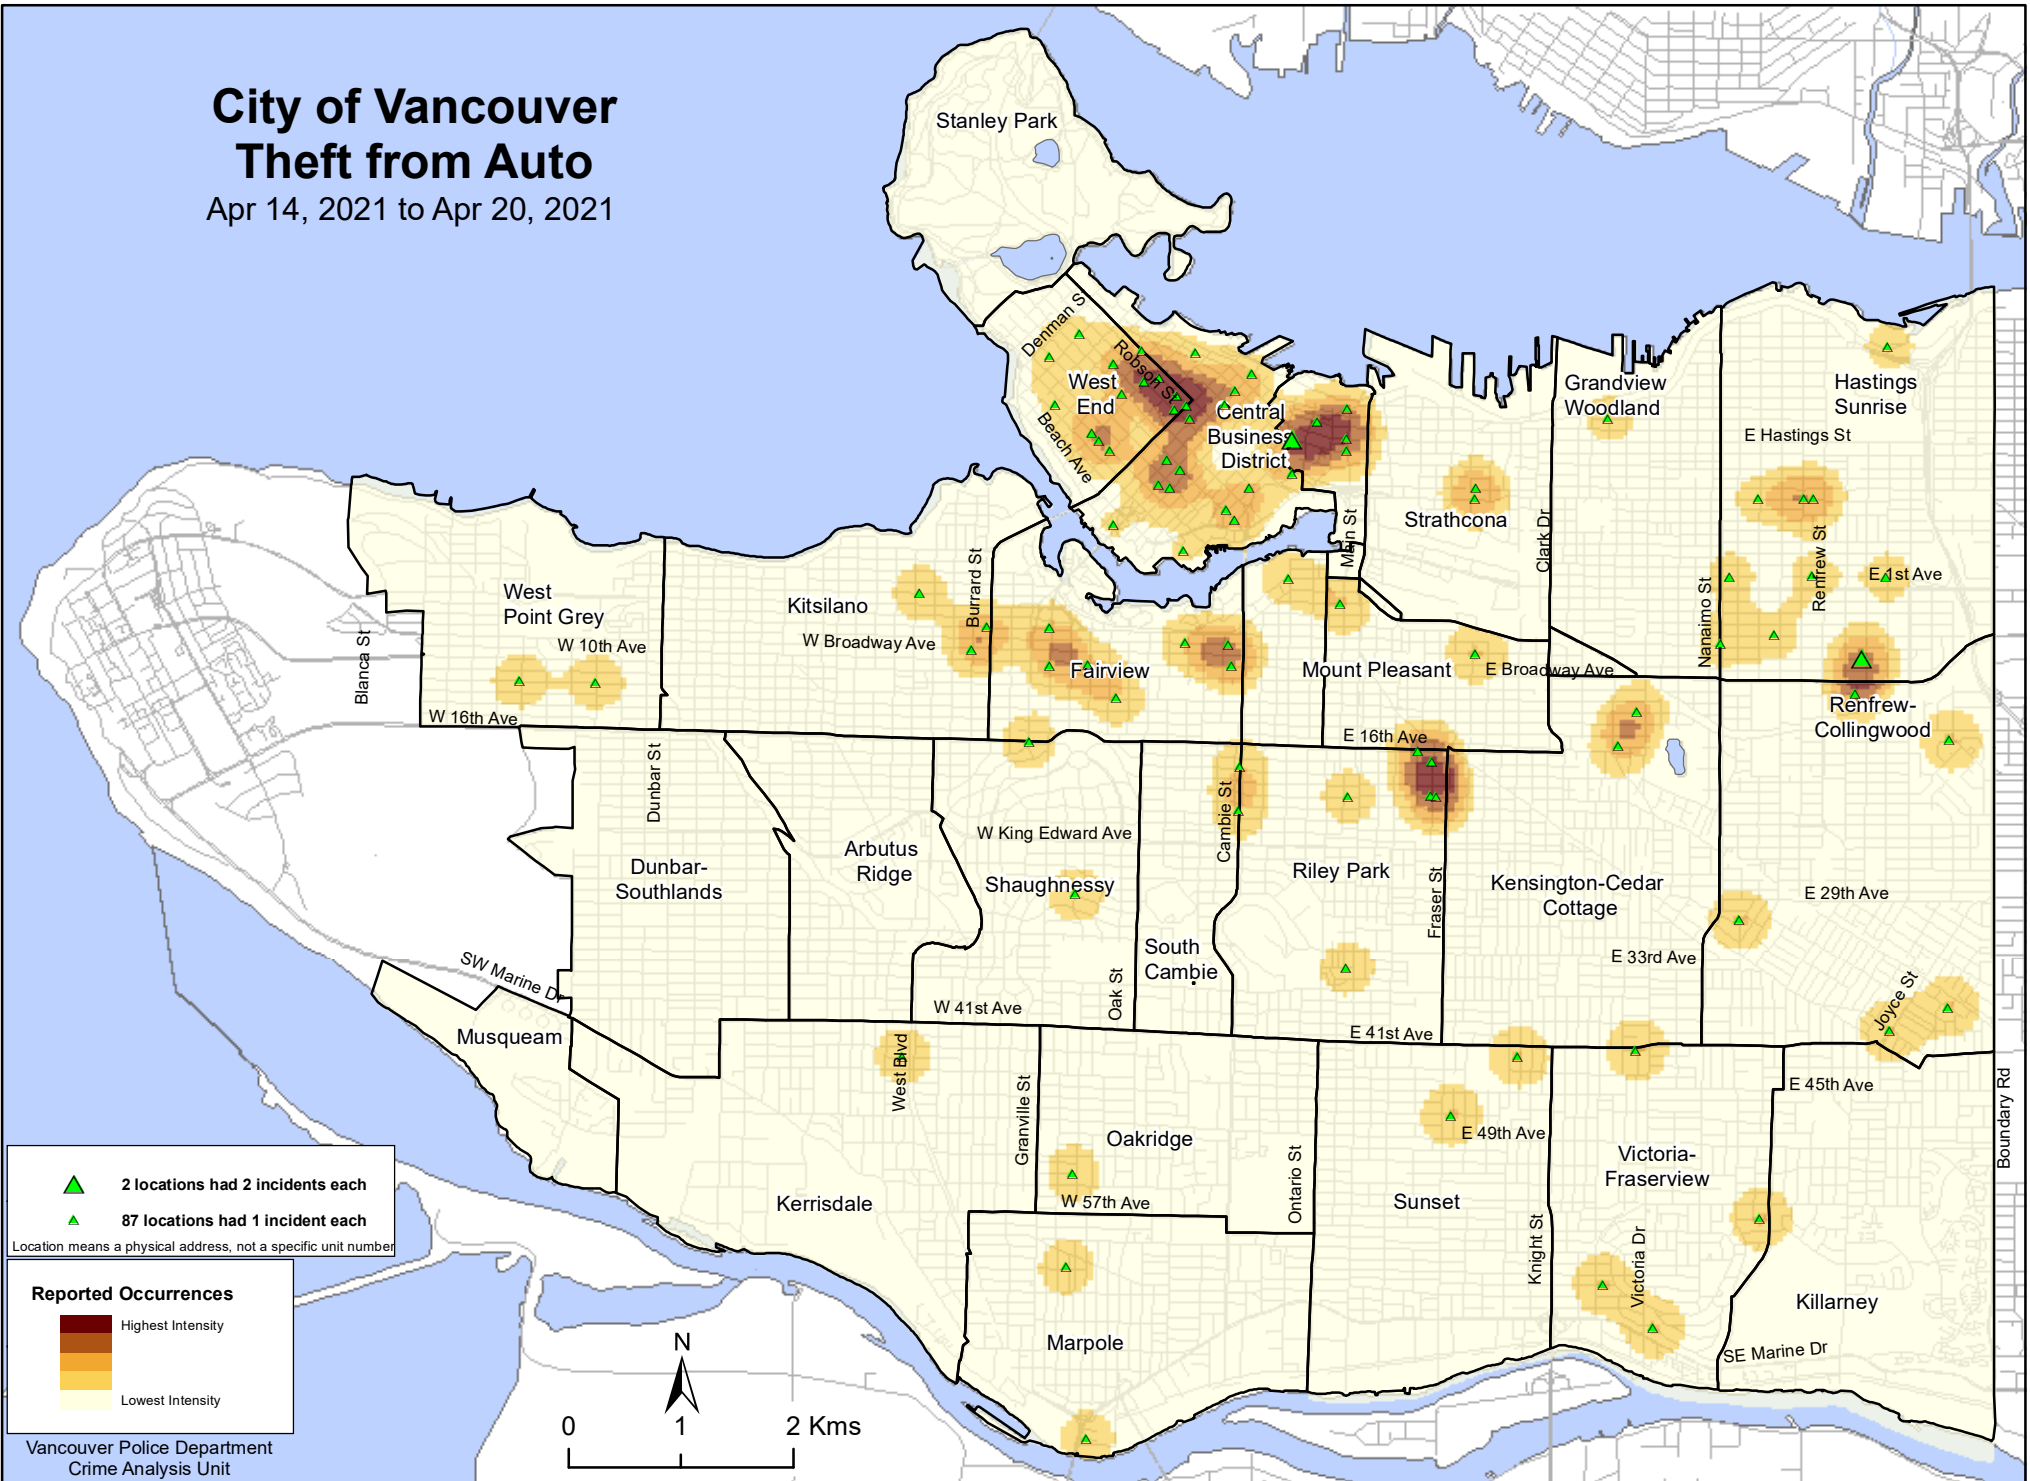 City of Vancouver
Theft from Auto
Apr 14, 2021 to Apr 20, 2021
Stanley Park
Denman S
Robson St
West
End
Beach Ave
Central
Business
District
Grandview
Woodland
Hastings
Sunrise
E Hastings St
Strathcona
Main St
Clark Dr
Nanaimo St
Renfrew St
E 1st Ave
West
Point Grey
W 10th Ave
Blanca St
W 16th Ave
Kitsilano
W Broadway Ave
Burrard St
Fairview
Mount Pleasant
E Broadway Ave
E 16th Ave
Renfrew-
Collingwood
Dunbar St
Dunbar-
Southlands
Arbutus
Ridge
W King Edward Ave
Shaughnessy
Cambie St
Riley Park
Fraser St
Kensington-Cedar
Cottage
E 29th Ave
E 33rd Ave
South
Cambie
Oak St
SW Marine Dr
Musqueam
W 41st Ave
E 41st Ave
Joyce St
West Blvd
Granville St
Oakridge
W 57th Ave
Ontario St
E 49th Ave
E 45th Ave
Boundary Rd
Victoria-
Fraserview
Kerrisdale
Sunset
Knight St
Victoria Dr
Killarney
SE Marine Dr
Marpole
2 locations had 2 incidents each
87 locations had 1 incident each
Location means a physical address, not a specific unit number
Reported Occurrences
Highest Intensity
Lowest Intensity
N
0 1 2 Kms
Vancouver Police Department
Crime Analysis Unit